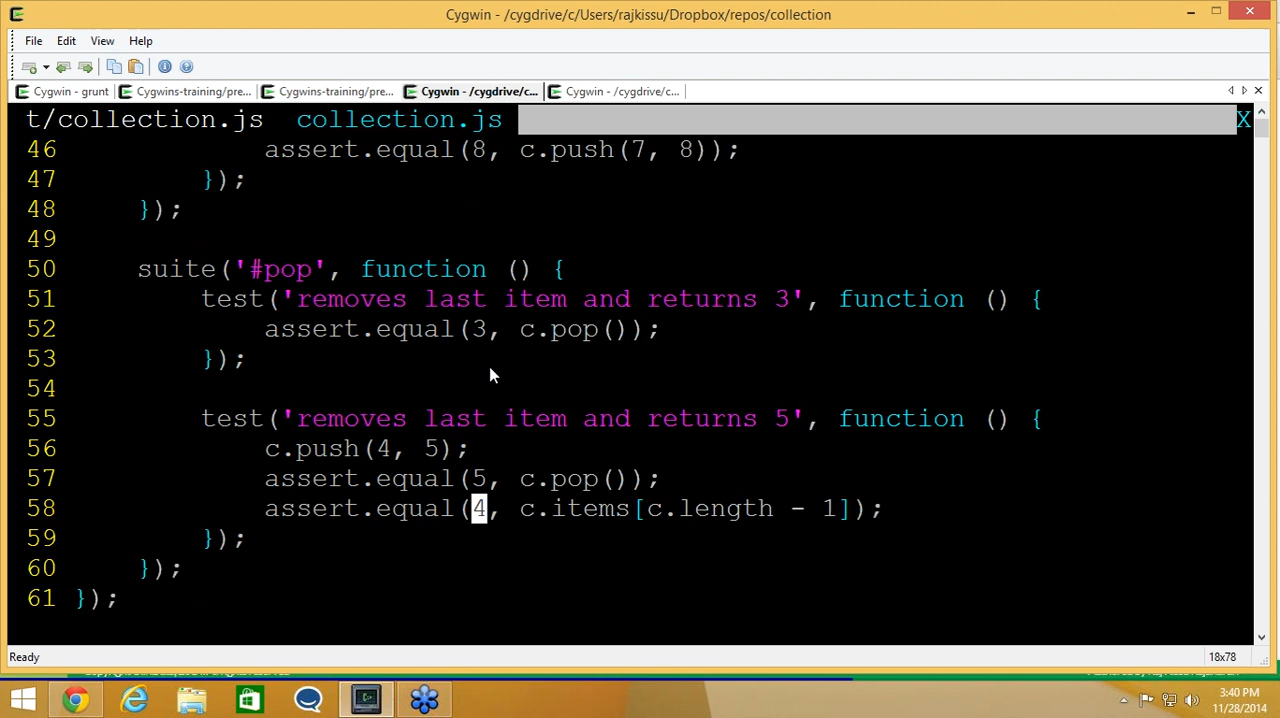 Cygwin - /cygdrive/c/Users/rajkissu/Dropbox/repos/collection
File Edit View Help
Cygwin - grunt Cygwins-training/pre... Cygwins-training/pre... Cygwin - /cygdrive/c... Cygwin - /cygdrive/c...
t/collection.js collection.js X
46 assert.equal(8, c.push(7, 8));
47 });
48 });
49
50 suite('#pop', function () {
51 test('removes last item and returns 3', function () {
52 assert.equal(3, c.pop());
53 });
54
55 test('removes last item and returns 5', function () {
56 c.push(4, 5);
57 assert.equal(5, c.pop());
58 assert.equal(4, c.items[c.length - 1]);
59 });
60 });
61 });
Ready 18x78
3:40 PM
11/28/2014